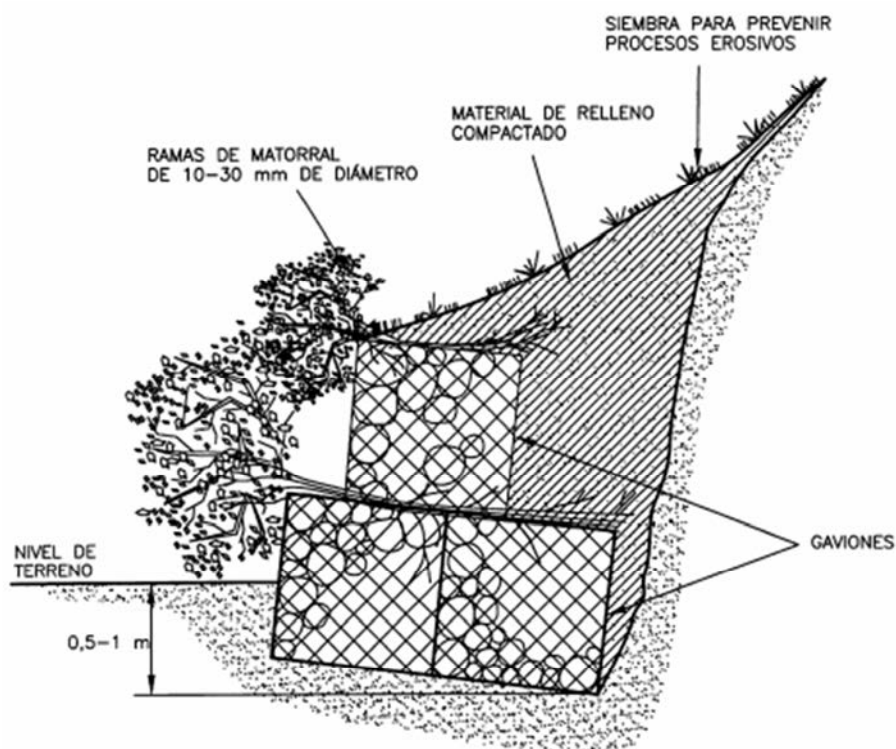 SIEMBRA PARA PREVENIR
PROCESOS EROSIVOS
MATERIAL DE RELLENO
COMPACTADO
RAMAS DE MATORRAL
DE 10-30 mm DE DIÁMETRO
GAVIONES
NIVEL DE
TERRENO
0,5-1 m